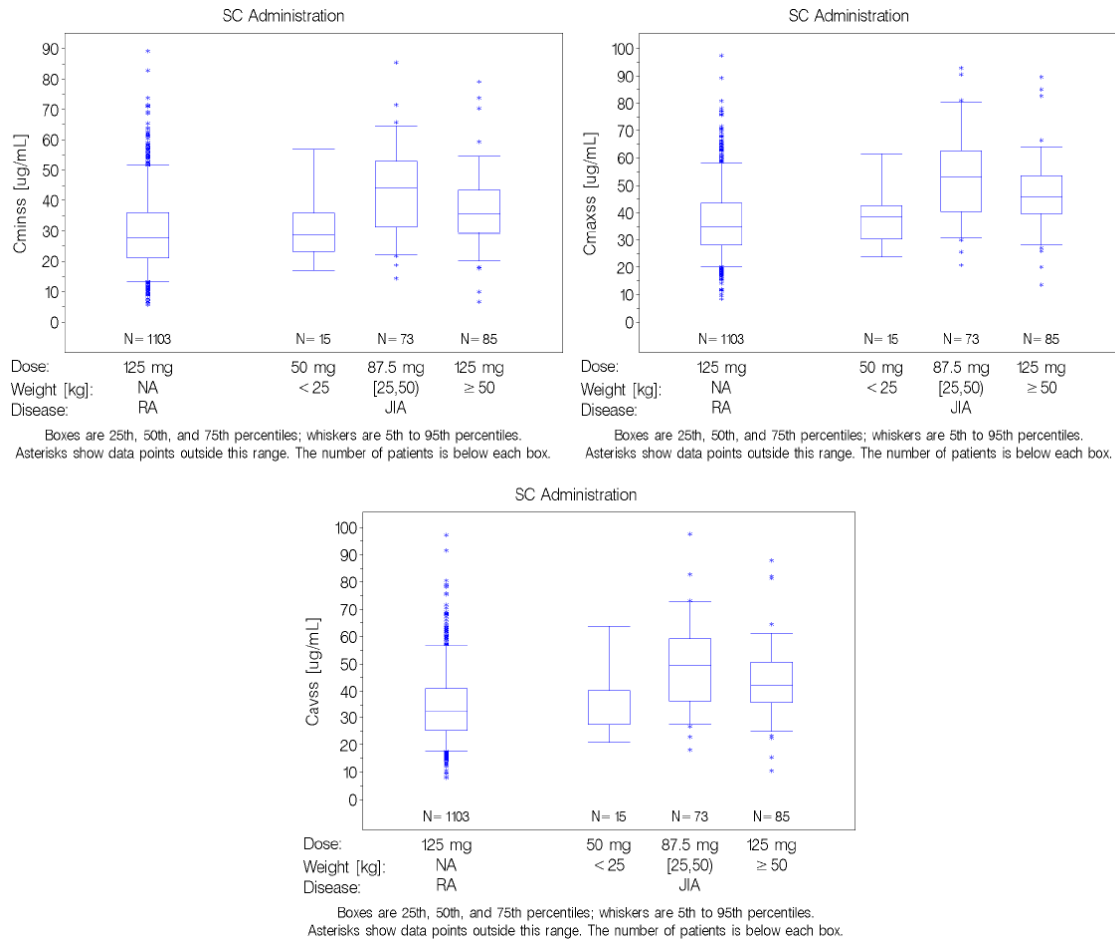 SC Administration
Cminss [ug/mL]
90
80
70
60
50
40
30
20
10
0
N= 1103 N= 15 N= 73 N= 85
Dose: 125 mg 50 mg 87.5 mg 125 mg
Weight [kg]: NA < 25 [25,50) ≥ 50
Disease: RA JIA
Boxes are 25th, 50th, and 75th percentiles; whiskers are 5th to 95th percentiles.
Asterisks show data points outside this range. The number of patients is below each box.
SC Administration
Cmaxss [ug/mL]
100
90
80
70
60
50
40
30
20
10
0
N= 1103 N= 15 N= 73 N= 85
Dose: 125 mg 50 mg 87.5 mg 125 mg
Weight [kg]: NA < 25 [25,50) ≥ 50
Disease: RA JIA
Boxes are 25th, 50th, and 75th percentiles; whiskers are 5th to 95th percentiles.
Asterisks show data points outside this range. The number of patients is below each box.
SC Administration
Cavss [ug/mL]
100
90
80
70
60
50
40
30
20
10
0
N= 1103 N= 15 N= 73 N= 85
Dose: 125 mg 50 mg 87.5 mg 125 mg
Weight [kg]: NA < 25 [25,50) ≥ 50
Disease: RA JIA
Boxes are 25th, 50th, and 75th percentiles; whiskers are 5th to 95th percentiles.
Asterisks show data points outside this range. The number of patients is below each box.